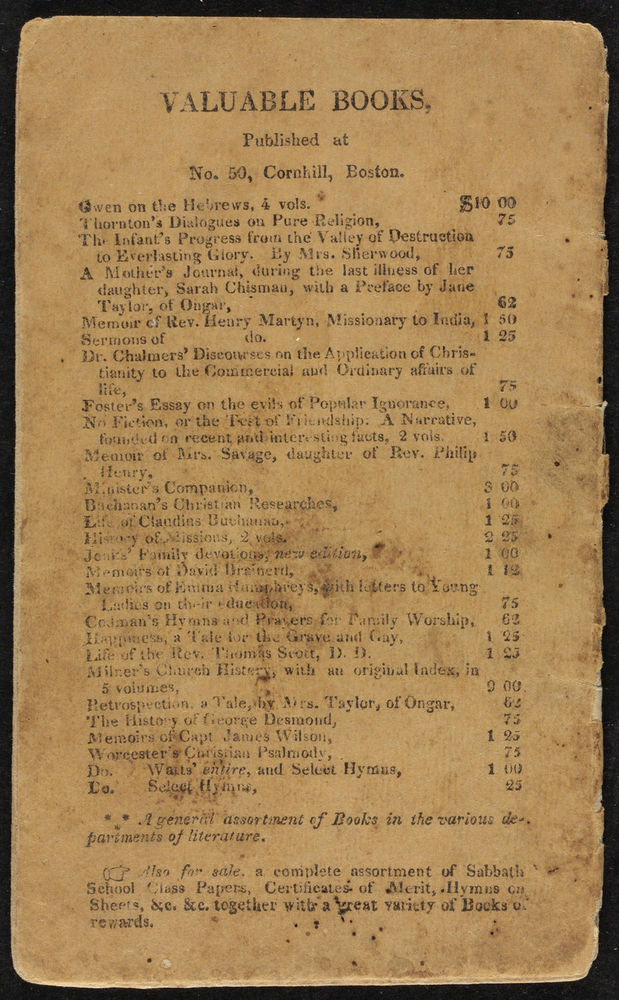 VALUABLE BOOKS,
Published at
No. 50, Cornhill, Boston.
Owen on the Hebrews, 4 vols. $10 00
Thornton's Dialogues on Pure Religion, 75
The Infant's Progress from the Valley of Destruction
to Everlasting Glory. By Mrs. Sherwood, 75
A Mother's Journal, during the last illness of her
daughter, Sarah Chisman, with a Preface by Jane
Taylor, of Ongar, 62
Memoir of Rev. Henry Martyn, Missionary to India, 1 50
Sermons of do. 1 25
Dr. Chalmers' Discourses on the Application of Chris-
tianity to the Commercial and Ordinary affairs of
life, 75
Foster's Essay on the evils of Popular Ignorance, 1 00
No Fiction, or the Test of Friendship: A Narrative,
founded on recent and interesting facts, 2 vols. 1 50
Memoir of Mrs. Savage, daughter of Rev. Philip
Henry, 75
Minister's Companion, 3 00
Buchanan's Christian Researches, 1 00
Life of Claudius Buchanan, 1 25
History of Missions, 2 vols. 2 25
Jenks' Family devotions, new edition, 1 00
Memoirs of David Brainerd, 1 12
Memoirs of Emma Humphreys, with letters to Young
Ladies on their education, 75
Codman's Hymns and Prayers for Family Worship, 62
Happiness, a Tale for the Grave and Gay, 1 25
Life of the Rev. Thomas Scott, D. D. 1 25
Milner's Church History, with an original Index, in
5 volumes, 9 00
Retrospection, a Tale, by Mrs. Taylor, of Ongar, 62
The History of George Desmond, 75
Memoirs of Capt James Wilson, 1 25
Worcester's Christian Psalmody, 75
Do. Watts' entire, and Select Hymns, 1 00
Do. Select Hymns, 25
*** A general assortment of Books in the various de-
partments of literature.
☞ Also for sale, a complete assortment of Sabbath
School Class Papers, Certificates of Merit, Hymns on
Sheets, &c. &c. together with a great variety of Books of
rewards.